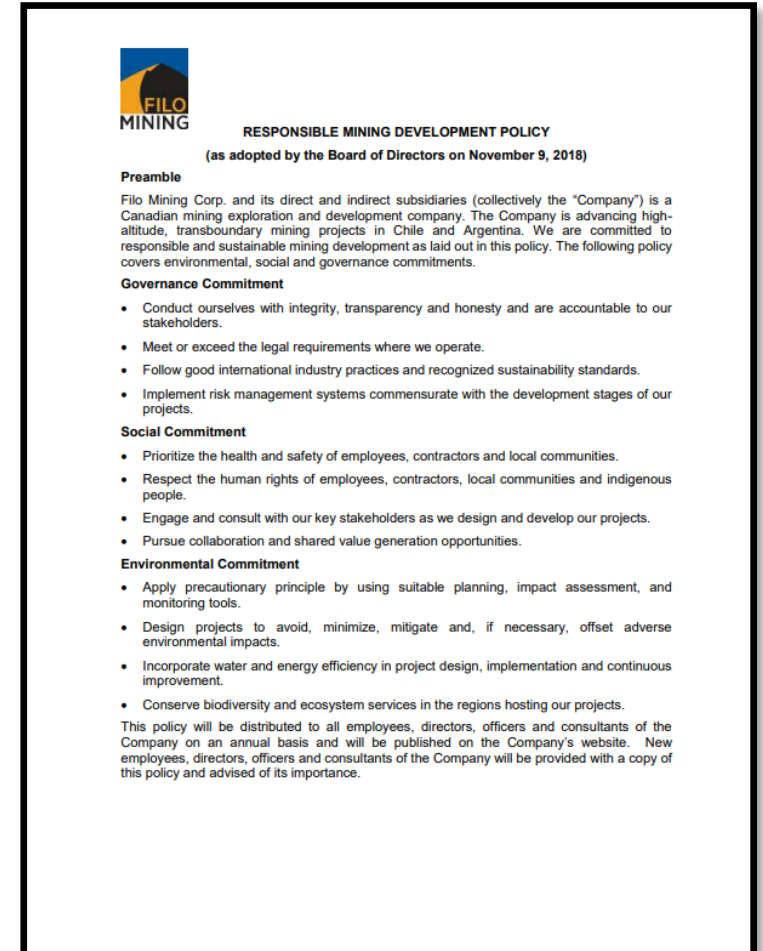 FILO
MINING
RESPONSIBLE MINING DEVELOPMENT POLICY
(as adopted by the Board of Directors on November 9, 2018)
Preamble
Filo Mining Corp. and its direct and indirect subsidiaries (collectively the “Company”) is a
Canadian mining exploration and development company. The Company is advancing high-
altitude, transboundary mining projects in Chile and Argentina. We are committed to
responsible and sustainable mining development as laid out in this policy. The following policy
covers environmental, social and governance commitments.
Governance Commitment
• Conduct ourselves with integrity, transparency and honesty and are accountable to our
stakeholders.
• Meet or exceed the legal requirements where we operate.
• Follow good international industry practices and recognized sustainability standards.
• Implement risk management systems commensurate with the development stages of our
projects.
Social Commitment
• Prioritize the health and safety of employees, contractors and local communities.
• Respect the human rights of employees, contractors, local communities and indigenous
people.
• Engage and consult with our key stakeholders as we design and develop our projects.
• Pursue collaboration and shared value generation opportunities.
Environmental Commitment
• Apply precautionary principle by using suitable planning, impact assessment, and
monitoring tools.
• Design projects to avoid, minimize, mitigate and, if necessary, offset adverse
environmental impacts.
• Incorporate water and energy efficiency in project design, implementation and continuous
improvement.
• Conserve biodiversity and ecosystem services in the regions hosting our projects.
This policy will be distributed to all employees, directors, officers and consultants of the
Company on an annual basis and will be published on the Company’s website. New
employees, directors, officers and consultants of the Company will be provided with a copy of
this policy and advised of its importance.